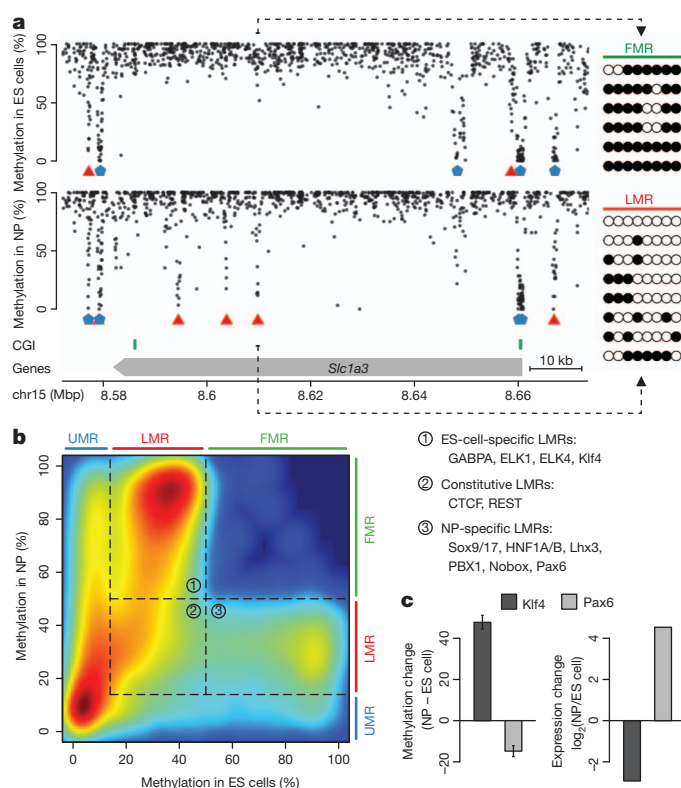 a
Methylation in ES cells (%)
100
50
0
Methylation in NP (%)
100
50
0
CGI
Genes
Slc1a3
10 kb
chr15 (Mbp)
8.58
8.6
8.62
8.64
8.66
FMR
LMR
b
UMR
LMR
FMR
Methylation in NP (%)
100
80
60
40
20
0
1
2
3
FMR
LMR
UMR
0
20
40
60
80
100
Methylation in ES cells (%)
1 ES-cell-specific LMRs:
GABPA, ELK1, ELK4, Klf4
2 Constitutive LMRs:
CTCF, REST
3 NP-specific LMRs:
Sox9/17, HNF1A/B, Lhx3,
PBX1, Nobox, Pax6
c
Klf4
Pax6
Methylation change
(NP – ES cell)
40
20
0
–20
Expression change
log2(NP/ES cell)
4
2
0
–2